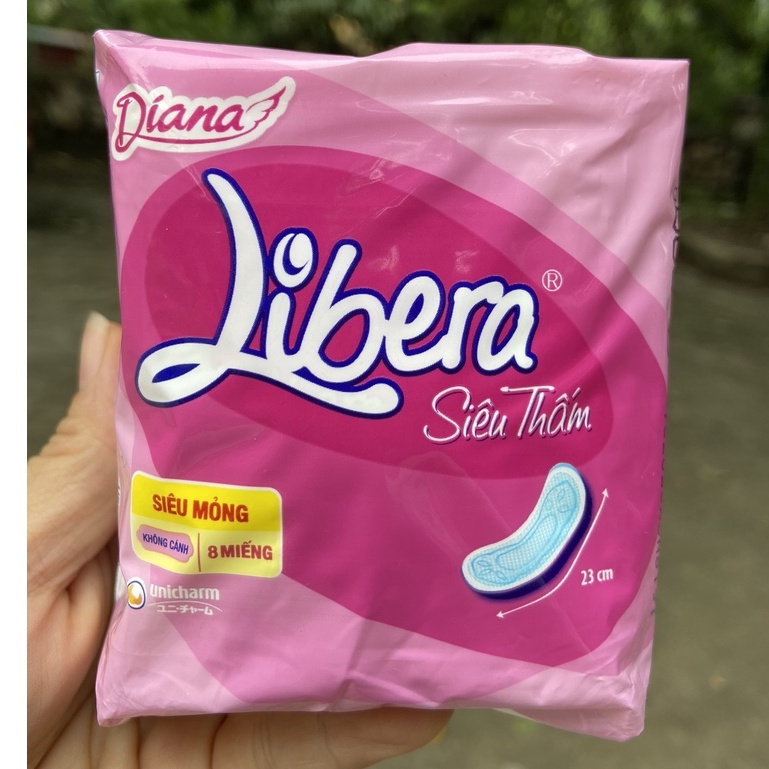 Diana
Libera®
Siêu Thấm
SIÊU MỎNG
KHÔNG CÁNH
8 MIẾNG
23 cm
unicharm
ユニ・チャーム